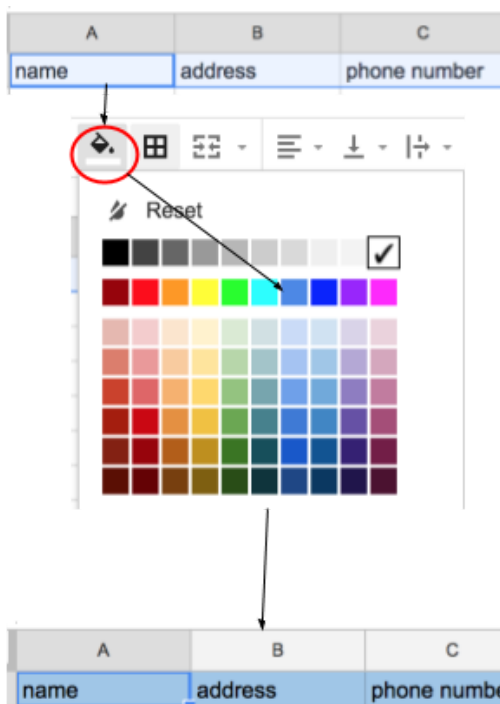 A B C
name address phone number
Reset
A B C
name address phone numbe